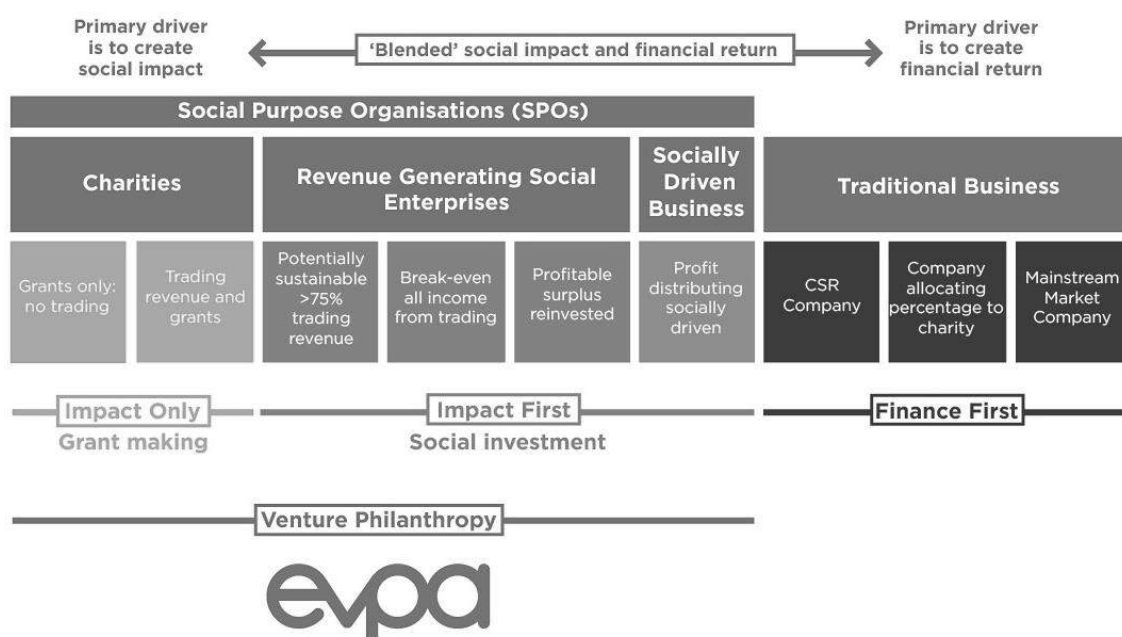 Primary driver
is to create
social impact
'Blended' social impact and financial return
Primary driver
is to create
financial return
Social Purpose Organisations (SPOs)
Charities
Revenue Generating Social
Enterprises
Socially
Driven
Business
Traditional Business
Grants only:
no trading
Trading
revenue and
grants
Potentially
sustainable
>75%
trading
revenue
Break-even
all income
from trading
Profitable
surplus
reinvested
Profit
distributing
socially
driven
CSR
Company
Company
allocating
percentage to
charity
Mainstream
Market
Company
Impact Only
Grant making
Impact First
Social investment
Finance First
Venture Philanthropy
evpa